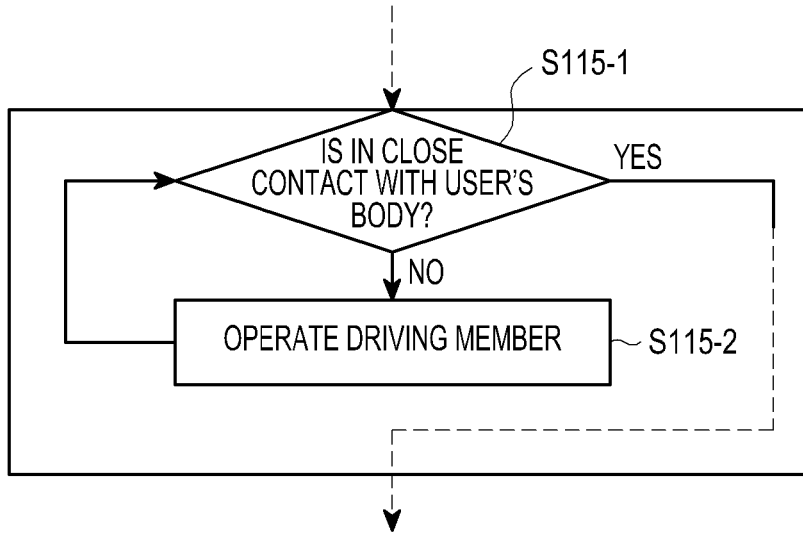 S115-1
IS IN CLOSE
CONTACT WITH USER'S
BODY?
YES
NO
OPERATE DRIVING MEMBER
S115-2